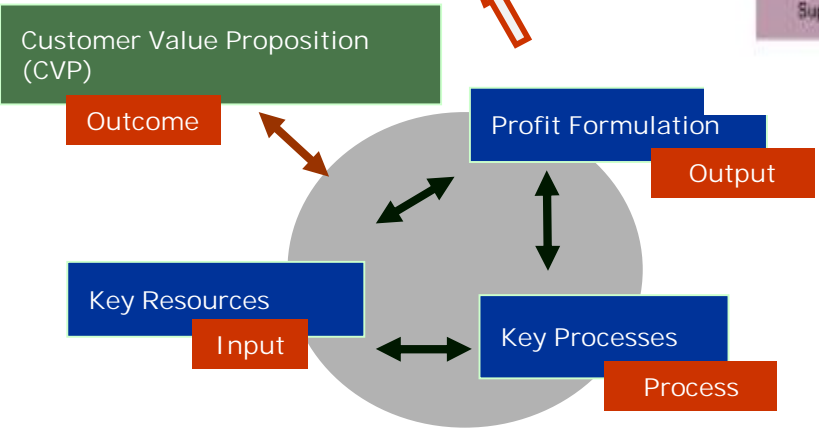 Customer Value Proposition
(CVP)
Outcome
Profit Formulation
Output
Key Resources
Input
Key Processes
Process